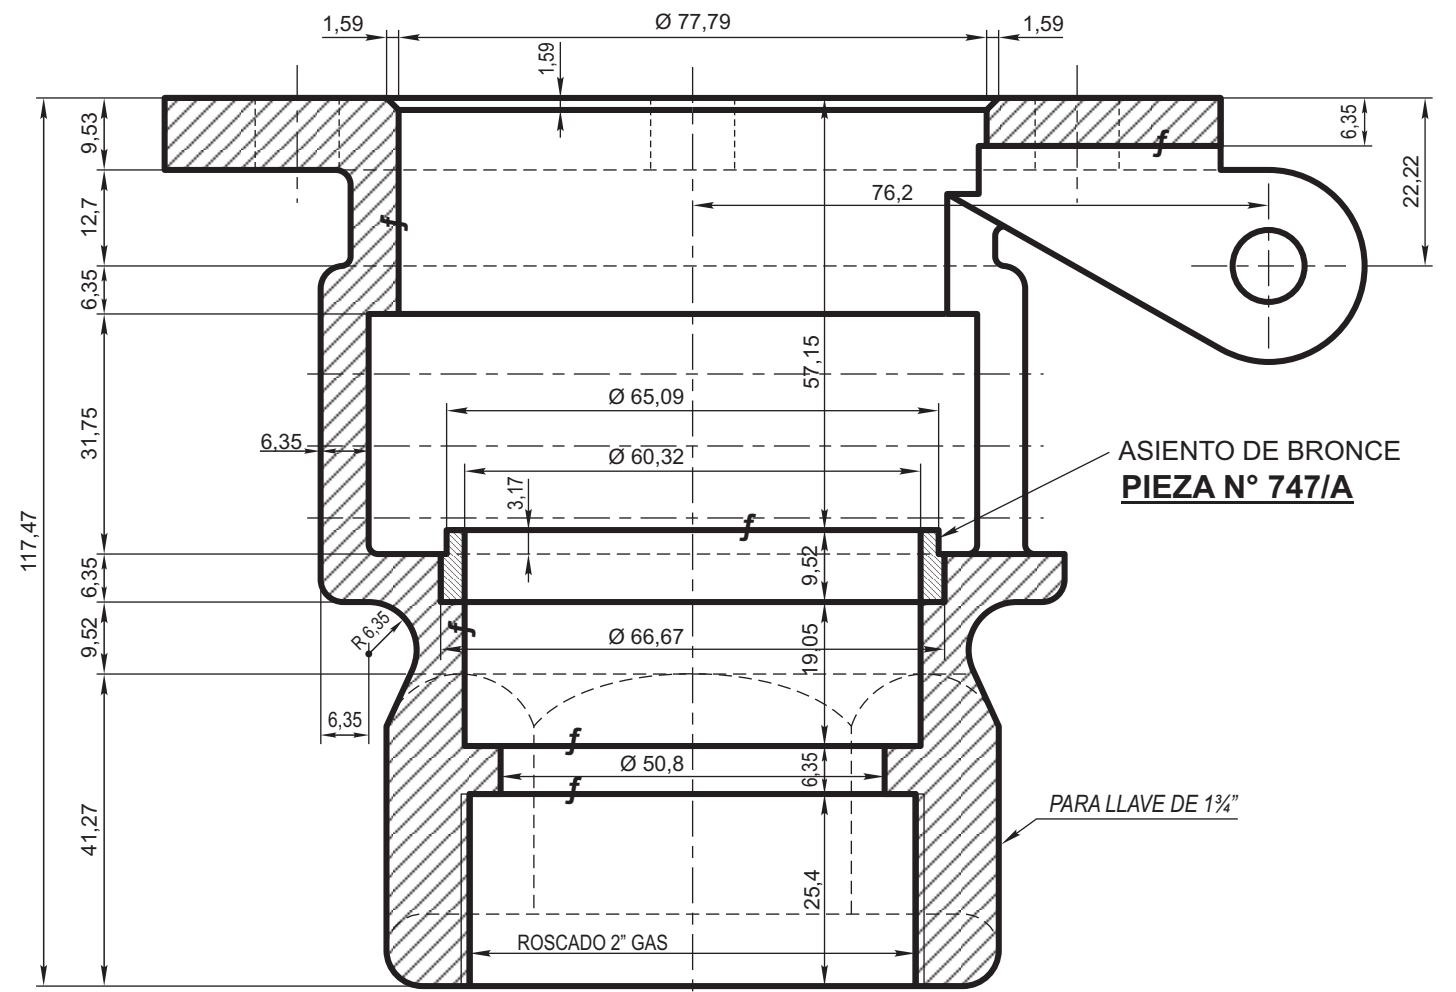 1,59
Ø 77,79
1,59
1,59
9,53
6,35
12,7
76,2
22,22
6,35
57,15
Ø 65,09
31,75
6,35
ASIENTO DE BRONCE
Ø 60,32
PIEZA N° 747/A
3,17
117,47
9,52
6,35
R 6,35
9,52
Ø 66,67
19,05
6,35
Ø 50,8
6,35
PARA LLAVE DE 1¾”
41,27
25,4
ROSCADO 2” GAS
f
f
f
f
f
f